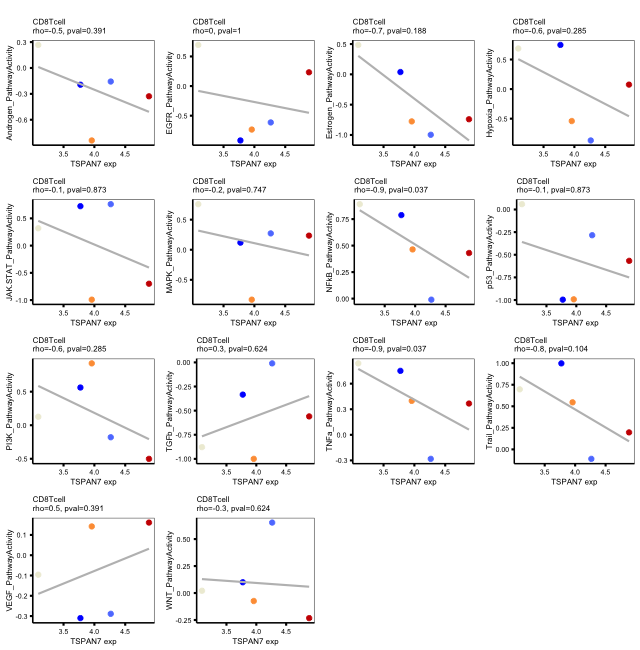 CD8Tcell
rho=-0.5, pval=0.391
Androgen_PathwayActivity
0.3
0.0
-0.3
-0.6
3.5 4.0 4.5
TSPAN7 exp
CD8Tcell
rho=0, pval=1
EGFR_PathwayActivity
0.5
0.0
-0.5
3.5 4.0 4.5
TSPAN7 exp
CD8Tcell
rho=-0.7, pval=0.188
Estrogen_PathwayActivity
0.5
0.0
-0.5
-1.0
3.5 4.0 4.5
TSPAN7 exp
CD8Tcell
rho=-0.6, pval=0.285
Hypoxia_PathwayActivity
0.5
0.0
-0.5
3.5 4.0 4.5
TSPAN7 exp
CD8Tcell
rho=-0.1, pval=0.873
JAK.STAT_PathwayActivity
0.5
0.0
-0.5
-1.0
3.5 4.0 4.5
TSPAN7 exp
CD8Tcell
rho=-0.2, pval=0.747
MAPK_PathwayActivity
0.5
0.0
-0.5
3.5 4.0 4.5
TSPAN7 exp
CD8Tcell
rho=-0.9, pval=0.037
NFkB_PathwayActivity
0.75
0.50
0.25
0.00
3.5 4.0 4.5
TSPAN7 exp
CD8Tcell
rho=-0.1, pval=0.873
p53_PathwayActivity
0.00
-0.25
-0.50
-0.75
-1.00
3.5 4.0 4.5
TSPAN7 exp
CD8Tcell
rho=-0.6, pval=0.285
PI3K_PathwayActivity
0.5
0.0
-0.5
3.5 4.0 4.5
TSPAN7 exp
CD8Tcell
rho=0.3, pval=0.624
TGFb_PathwayActivity
0.00
-0.25
-0.50
-0.75
-1.00
3.5 4.0 4.5
TSPAN7 exp
CD8Tcell
rho=-0.9, pval=0.037
TNFa_PathwayActivity
0.6
0.3
0.0
-0.3
3.5 4.0 4.5
TSPAN7 exp
CD8Tcell
rho=-0.8, pval=0.104
Trail_PathwayActivity
1.00
0.75
0.50
0.25
0.00
3.5 4.0 4.5
TSPAN7 exp
CD8Tcell
rho=0.5, pval=0.391
VEGF_PathwayActivity
0.1
0.0
-0.1
-0.2
-0.3
3.5 4.0 4.5
TSPAN7 exp
CD8Tcell
rho=-0.3, pval=0.624
WNT_PathwayActivity
0.50
0.25
0.00
-0.25
3.5 4.0 4.5
TSPAN7 exp